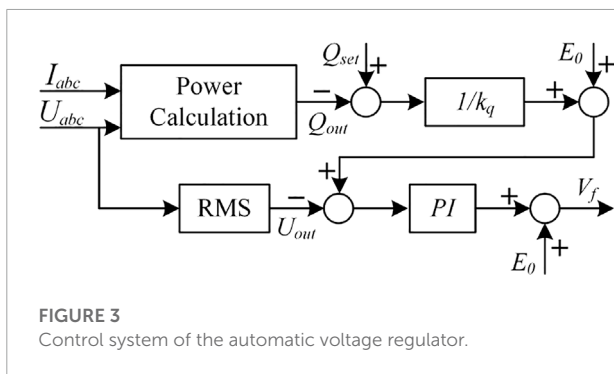 Q_set
E_0
I_abc
U_abc
Power
Calculation
Q_out
1/k_q
+
+
+
−
RMS
U_out
−
+
PI
+
V_f
E_0
+
FIGURE 3
Control system of the automatic voltage regulator.